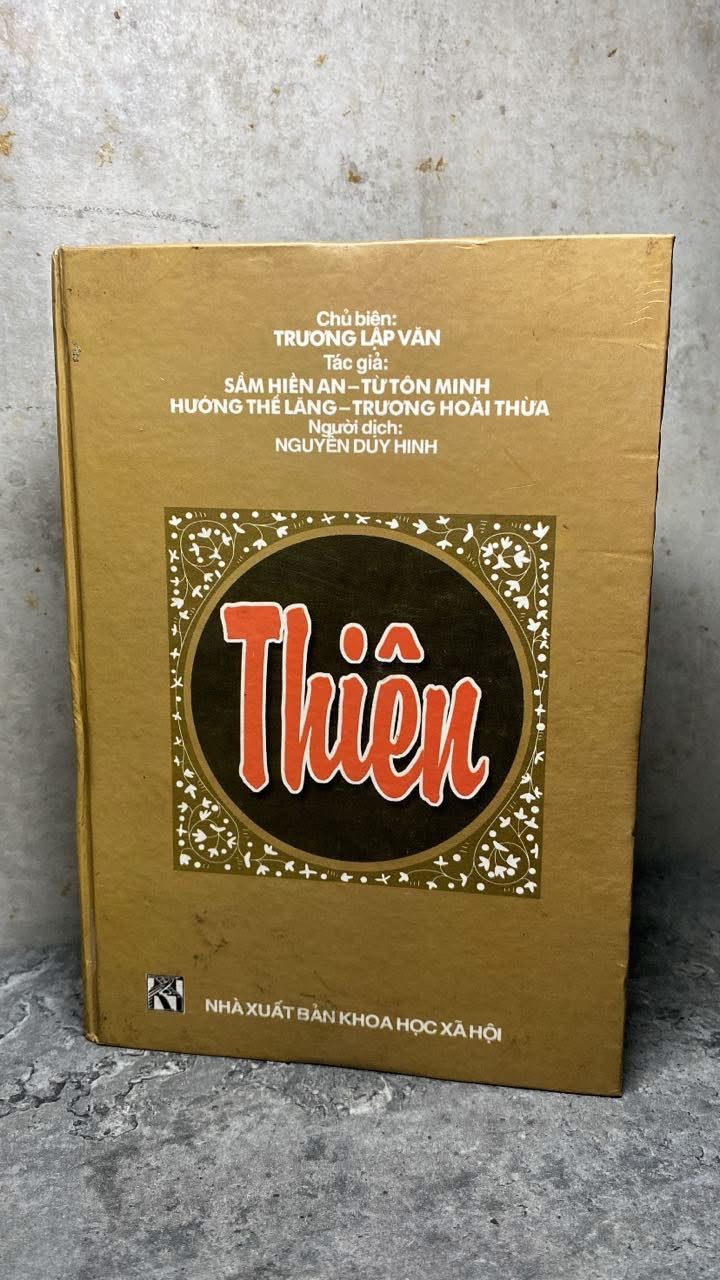 Chủ biên:
TRƯƠNG LẬP VĂN
Tác giả:
SẦM HIỀN AN – TỪ TÔN MINH
HƯỚNG THẾ LĂNG – TRƯƠNG HOÀI THỪA
Người dịch:
NGUYỄN DUY HINH
Thiên
NHÀ XUẤT BẢN KHOA HỌC XÃ HỘI